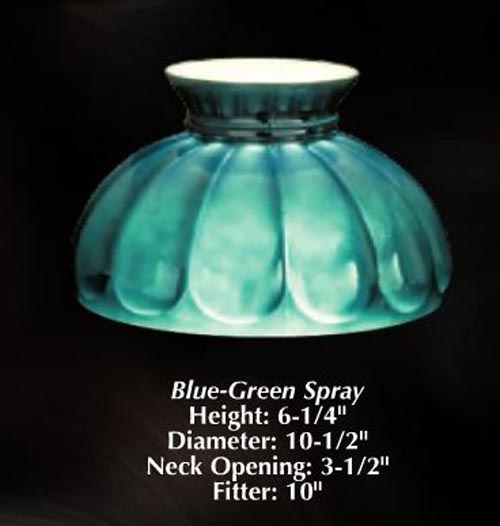 Blue-Green Spray
Height: 6-1/4"
Diameter: 10-1/2"
Neck Opening: 3-1/2"
Fitter: 10"